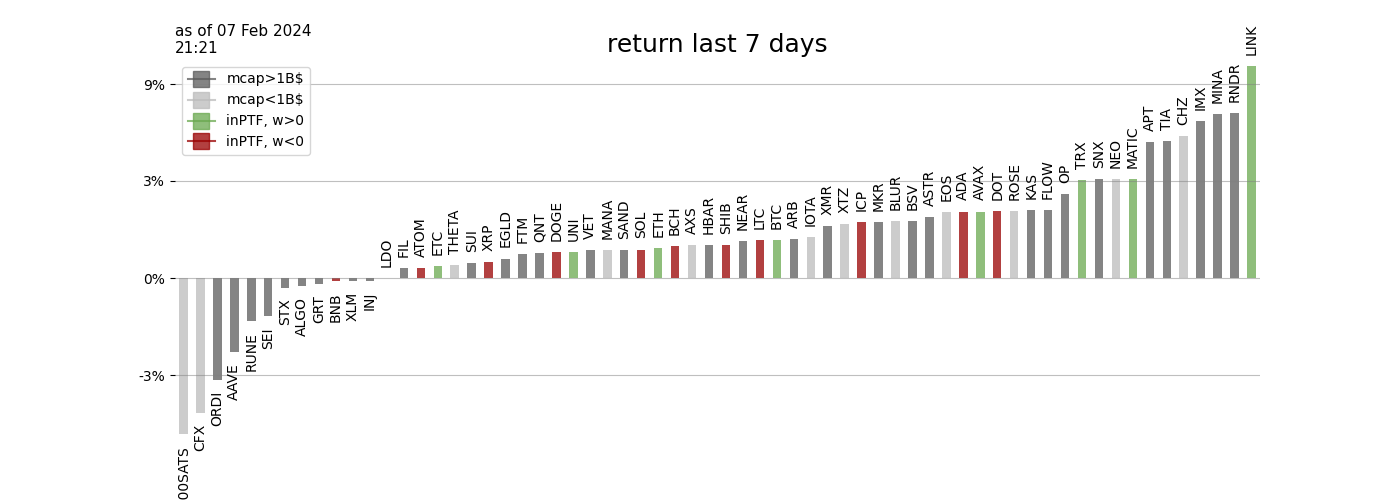 as of 07 Feb 2024
21:21
return last 7 days
mcap>1B$
mcap<1B$
inPTF, w>0
inPTF, w<0
9%
3%
0%
-3%
00SATS
CFX
ORDI
AAVE
RUNE
SEI
STX
ALGO
GRT
BNB
XLM
INJ
LDO
FIL
ATOM
ETC
THETA
SUI
XRP
EGLD
FTM
QNT
DOGE
UNI
VET
MANA
SAND
SOL
ETH
BCH
AXS
HBAR
SHIB
NEAR
LTC
BTC
ARB
IOTA
XMR
XTZ
ICP
MKR
BLUR
BSV
ASTR
EOS
ADA
AVAX
DOT
ROSE
KAS
FLOW
OP
TRX
SNX
NEO
MATIC
APT
TIA
CHZ
IMX
MINA
RNDR
LINK